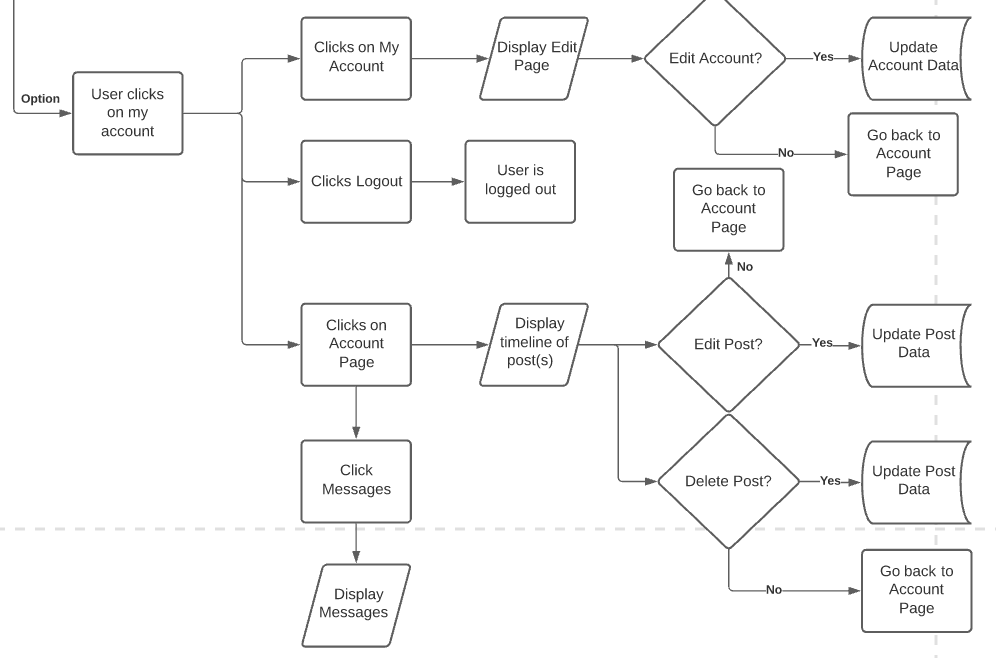 Option
User clicks
on my
account
Clicks on My
Account
Display Edit
Page
Edit Account?
Yes
Update
Account Data
No
Go back to
Account
Page
Clicks Logout
User is
logged out
Go back to
Account
Page
No
Clicks on
Account
Page
Display
timeline of
post(s)
Edit Post?
Yes
Update Post
Data
Click
Messages
Delete Post?
Yes
Update Post
Data
Display
Messages
No
Go back to
Account
Page